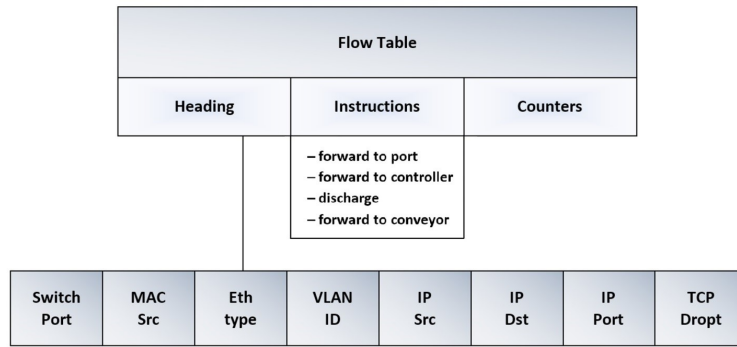 Flow Table
Heading Instructions Counters
– forward to port
– forward to controller
– discharge
– forward to conveyor
Switch MAC Eth VLAN IP IP IP TCP
Port Src type ID Src Dst Port Dropt